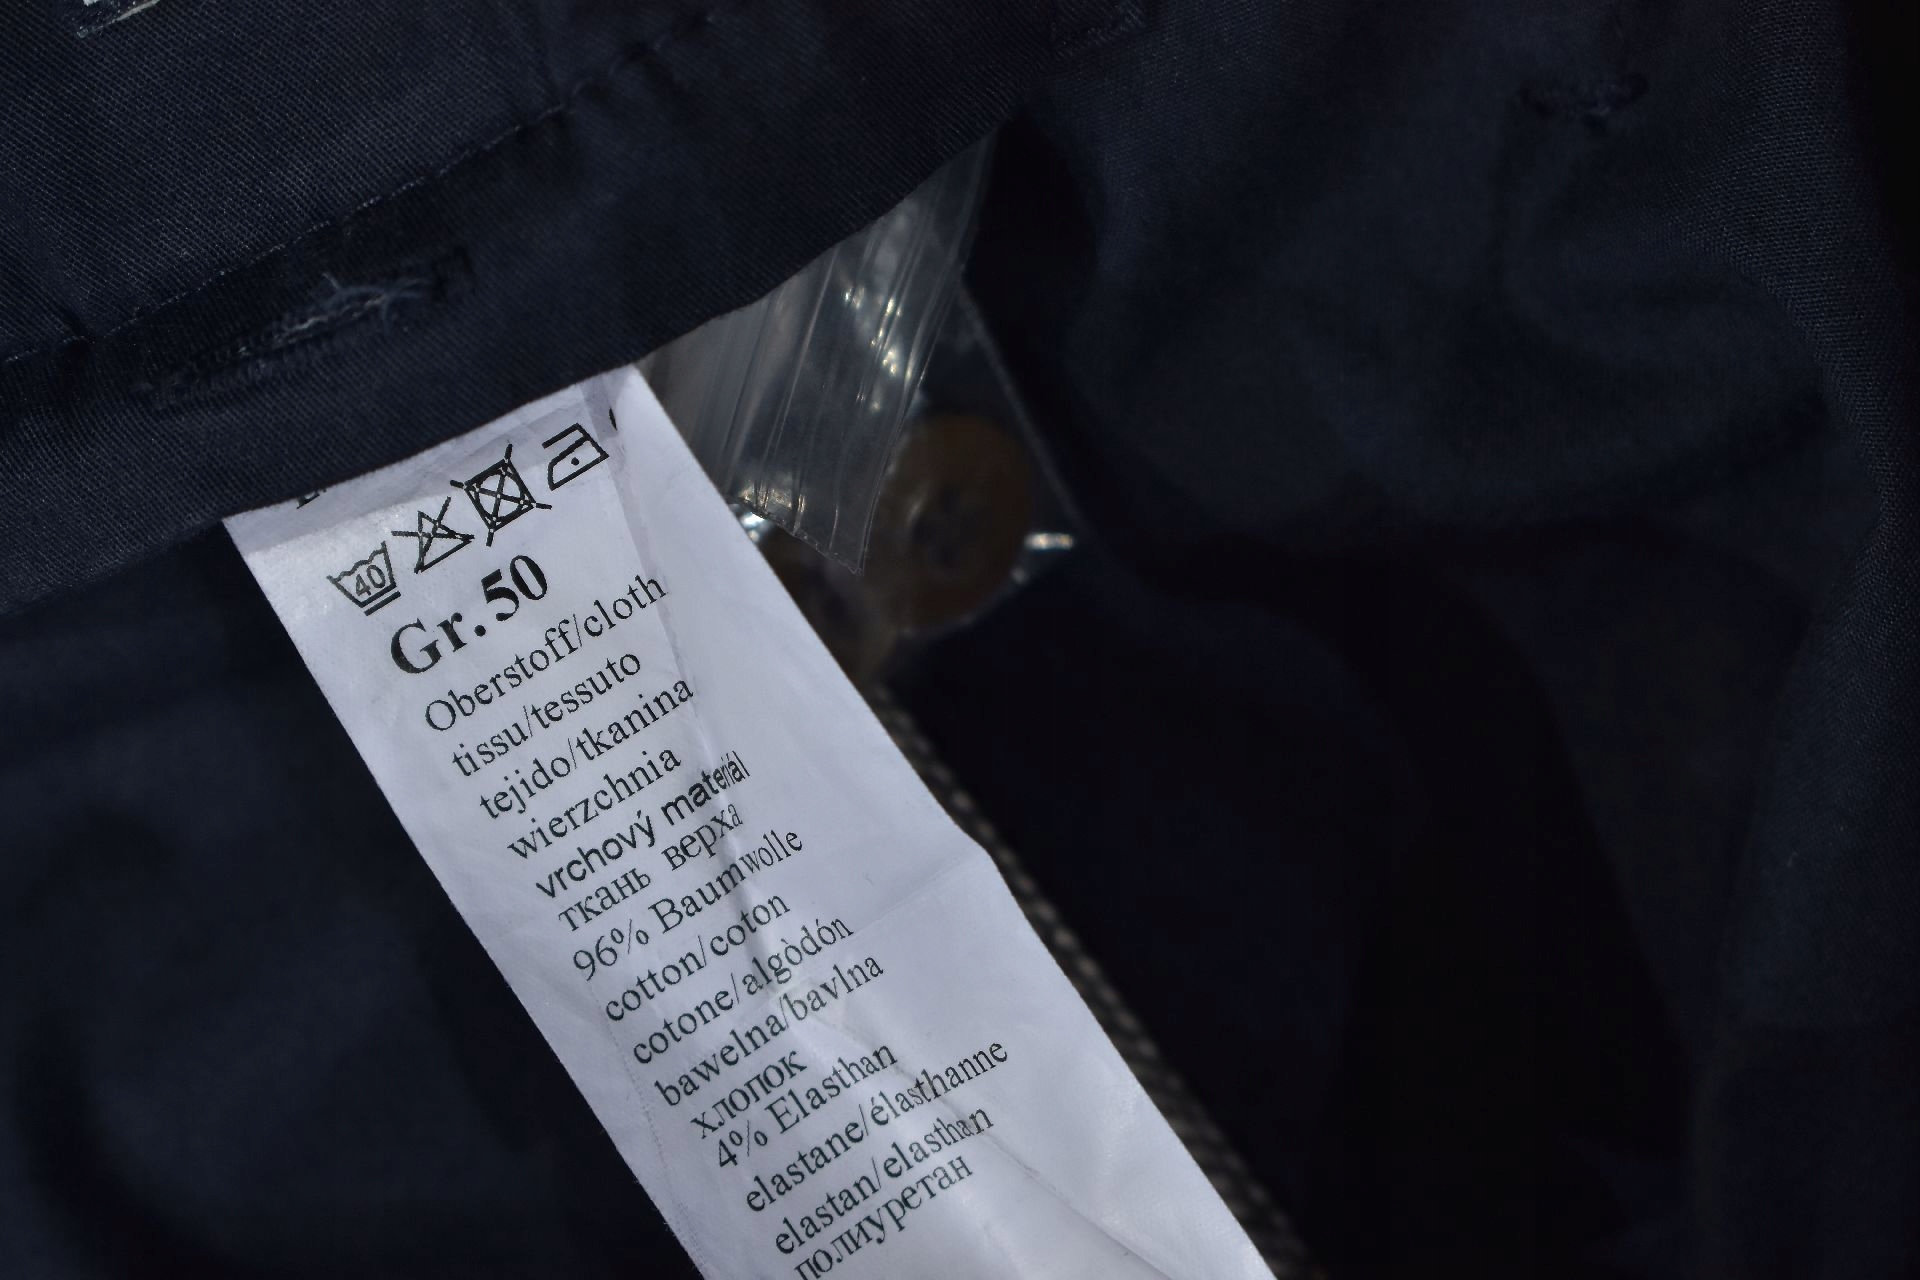 40
Gr. 50
Oberstoff/cloth
tissu/tessuto
tejido/tkanina
wierzchnia
vrchový materiál
ткань верха
96% Baumwolle
cotton/coton
cotone/algòdón
bawelna/bavlna
хлопок
4% Elasthan
elastane/élasthanne
elastan/elasthan
полиуретан